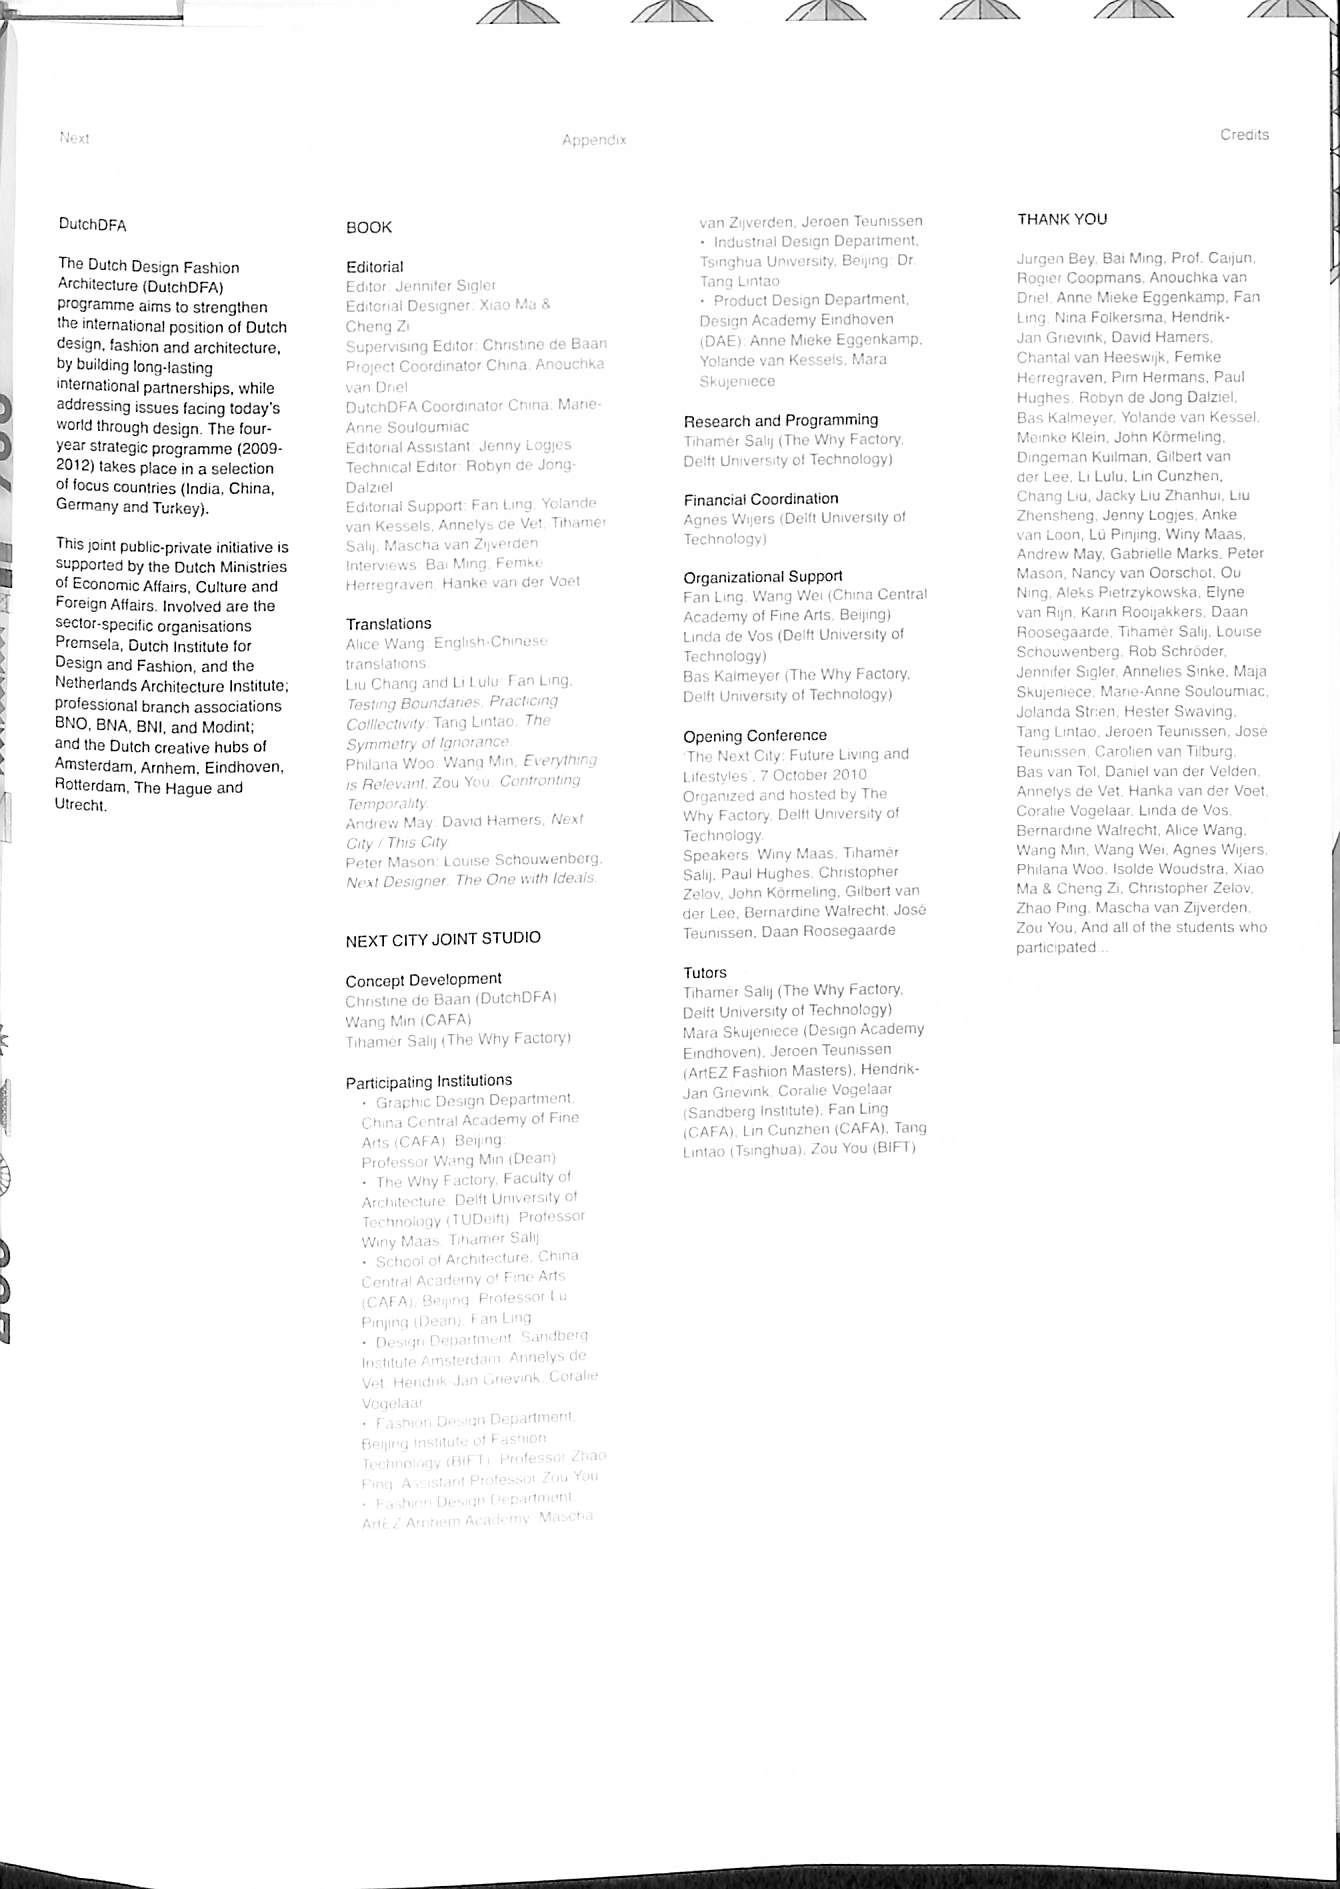 Next
Appendix
Credits
DutchDFA
The Dutch Design Fashion
Architecture (DutchDFA)
programme aims to strengthen
the international position of Dutch
design, fashion and architecture,
by building long-lasting
international partnerships, while
addressing issues facing today's
world through design. The four-
year strategic programme (2009-
2012) takes place in a selection
of focus countries (India, China,
Germany and Turkey).
This joint public-private initiative is
supported by the Dutch Ministries
of Economic Affairs, Culture and
Foreign Affairs. Involved are the
sector-specific organisations
Premsela, Dutch Institute for
Design and Fashion, and the
Netherlands Architecture Institute;
professional branch associations
BNO, BNA, BNI, and Modint;
and the Dutch creative hubs of
Amsterdam, Arnhem, Eindhoven,
Rotterdam, The Hague and
Utrecht.
BOOK
Editorial
Editor: Jennifer Sigler
Editorial Designer: Xiao Ma &
Cheng Zi
Supervising Editor: Christine de Baan
Project Coordinator China: Anouchka
van Driel
DutchDFA Coordinator China: Marie-
Anne Souloumiac
Editorial Assistant: Jenny Logjes
Technical Editor: Robyn de Jong-
Dalziel
Editorial Support: Fan Ling, Yolande
van Kessels, Annelys de Vet, Tihamer
Salij, Mascha van Zijverden
Interviews: Bai Ming, Femke
Herregraven, Hanke van der Voet
Translations
Alice Wang: English-Chinese
translations
Liu Chang and Li Lulu: Fan Ling,
Testing Boundaries, Practicing
Colllectivity; Tang Lintao, The
Symmetry of Ignorance.
Philana Woo: Wang Min, Everything
is Relevant; Zou You, Confronting
Temporality.
Andrew May: David Hamers, Next
City / This City
Peter Mason: Louise Schouwenberg,
Next Designer: The One with Ideals.
NEXT CITY JOINT STUDIO
Concept Development
Christine de Baan (DutchDFA)
Wang Min (CAFA)
Tihamer Salij (The Why Factory)
Participating Institutions
• Graphic Design Department,
China Central Academy of Fine
Arts (CAFA), Beijing:
Professor Wang Min (Dean)
• The Why Factory, Faculty of
Architecture, Delft University of
Technology (TUDelft): Professor
Winy Maas, Tihamer Salij
• School of Architecture, China
Central Academy of Fine Arts
(CAFA), Beijing: Professor Lu
Pinjing (Dean), Fan Ling
• Design Department, Sandberg
Institute Amsterdam: Annelys de
Vet, Hendrik-Jan Grievink, Coralie
Vogelaar
• Fashion Design Department,
Beijing Institute of Fashion
Technology (BIFT): Professor Zhao
Ping, Assistant Professor Zou You
• Fashion Design Department,
ArtEZ Arnhem Academy: Mascha
van Zijverden, Jeroen Teunissen
• Industrial Design Department,
Tsinghua University, Beijing: Dr.
Tang Lintao
• Product Design Department,
Design Academy Eindhoven
(DAE): Anne Mieke Eggenkamp,
Yolande van Kessels, Mara
Skujeniece
Research and Programming
Tihamér Salij (The Why Factory,
Delft University of Technology)
Financial Coordination
Agnes Wijers (Delft University of
Technology)
Organizational Support
Fan Ling, Wang Wei (China Central
Academy of Fine Arts, Beijing)
Linda de Vos (Delft University of
Technology)
Bas Kalmeyer (The Why Factory,
Delft University of Technology)
Opening Conference
'The Next City: Future Living and
Lifestyles', 7 October 2010
Organized and hosted by The
Why Factory, Delft University of
Technology.
Speakers: Winy Maas, Tihamér
Salij, Paul Hughes, Christopher
Zelov, John Körmeling, Gilbert van
der Lee, Bernardine Walrecht, José
Teunissen, Daan Roosegaarde
Tutors
Tihamer Salij (The Why Factory,
Delft University of Technology)
Mara Skujeniece (Design Academy
Eindhoven), Jeroen Teunissen
(ArtEZ Fashion Masters), Hendrik-
Jan Grievink, Coralie Vogelaar
(Sandberg Institute), Fan Ling
(CAFA), Lin Cunzhen (CAFA), Tang
Lintao (Tsinghua), Zou You (BIFT)
THANK YOU
Jurgen Bey, Bai Ming, Prof. Caijun,
Rogier Coopmans, Anouchka van
Driel, Anne Mieke Eggenkamp, Fan
Ling, Nina Folkersma, Hendrik-
Jan Grievink, David Hamers,
Chantal van Heeswijk, Femke
Herregraven, Pim Hermans, Paul
Hughes, Robyn de Jong Dalziel,
Bas Kalmeyer, Yolande van Kessel,
Meinke Klein, John Körmeling,
Dingeman Kuilman, Gilbert van
der Lee, Li Lulu, Lin Cunzhen,
Chang Liu, Jacky Liu Zhanhui, Liu
Zhensheng, Jenny Logjes, Anke
van Loon, Lü Pinjing, Winy Maas,
Andrew May, Gabrielle Marks, Peter
Mason, Nancy van Oorschot, Ou
Ning, Aleks Pietrzykowska, Elyne
van Rijn, Karin Rooijakkers, Daan
Roosegaarde, Tihamér Salij, Louise
Schouwenberg, Rob Schröder,
Jennifer Sigler, Annelies Sinke, Maja
Skujeniece, Marie-Anne Souloumiac,
Jolanda Strien, Hester Swaving,
Tang Lintao, Jeroen Teunissen, José
Teunissen, Carolien van Tilburg,
Bas van Tol, Daniel van der Velden,
Annelys de Vet, Hanka van der Voet,
Coralie Vogelaar, Linda de Vos,
Bernardine Walrecht, Alice Wang,
Wang Min, Wang Wei, Agnes Wijers,
Philana Woo, Isolde Woudstra, Xiao
Ma & Cheng Zi, Christopher Zelov,
Zhao Ping, Mascha van Zijverden,
Zou You, And all of the students who
participated...